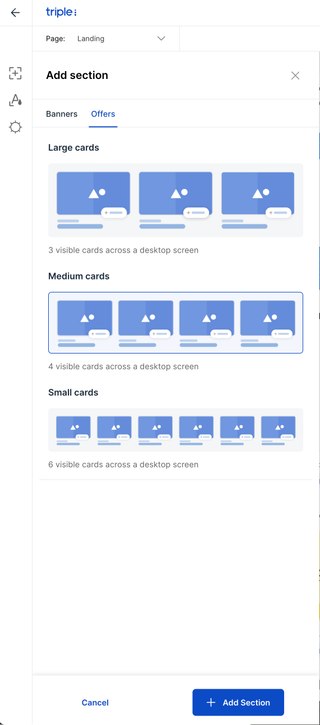 triple
Page: Landing
Add section
Banners Offers
Large cards
3 visible cards across a desktop screen
Medium cards
4 visible cards across a desktop screen
Small cards
6 visible cards across a desktop screen
Cancel + Add Section